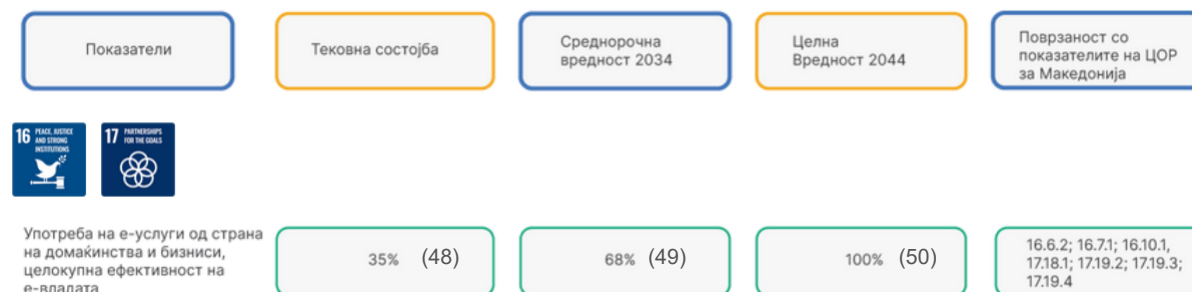 Показатели
Тековна состојба
Среднорочна
вредност 2034
Целна
Вредност 2044
Поврзаност со
показателите на ЦОР
за Македонија
16 PEACE, JUSTICE
AND STRONG
INSTITUTIONS
17 PARTNERSHIPS
FOR THE GOALS
Употреба на е-услуги од страна
на домаќинства и бизниси,
целокупна ефективност на
е-владата
35% (48)
68% (49)
100% (50)
16.6.2; 16.7.1; 16.10.1,
17.18.1; 17.19.2; 17.19.3;
17.19.4